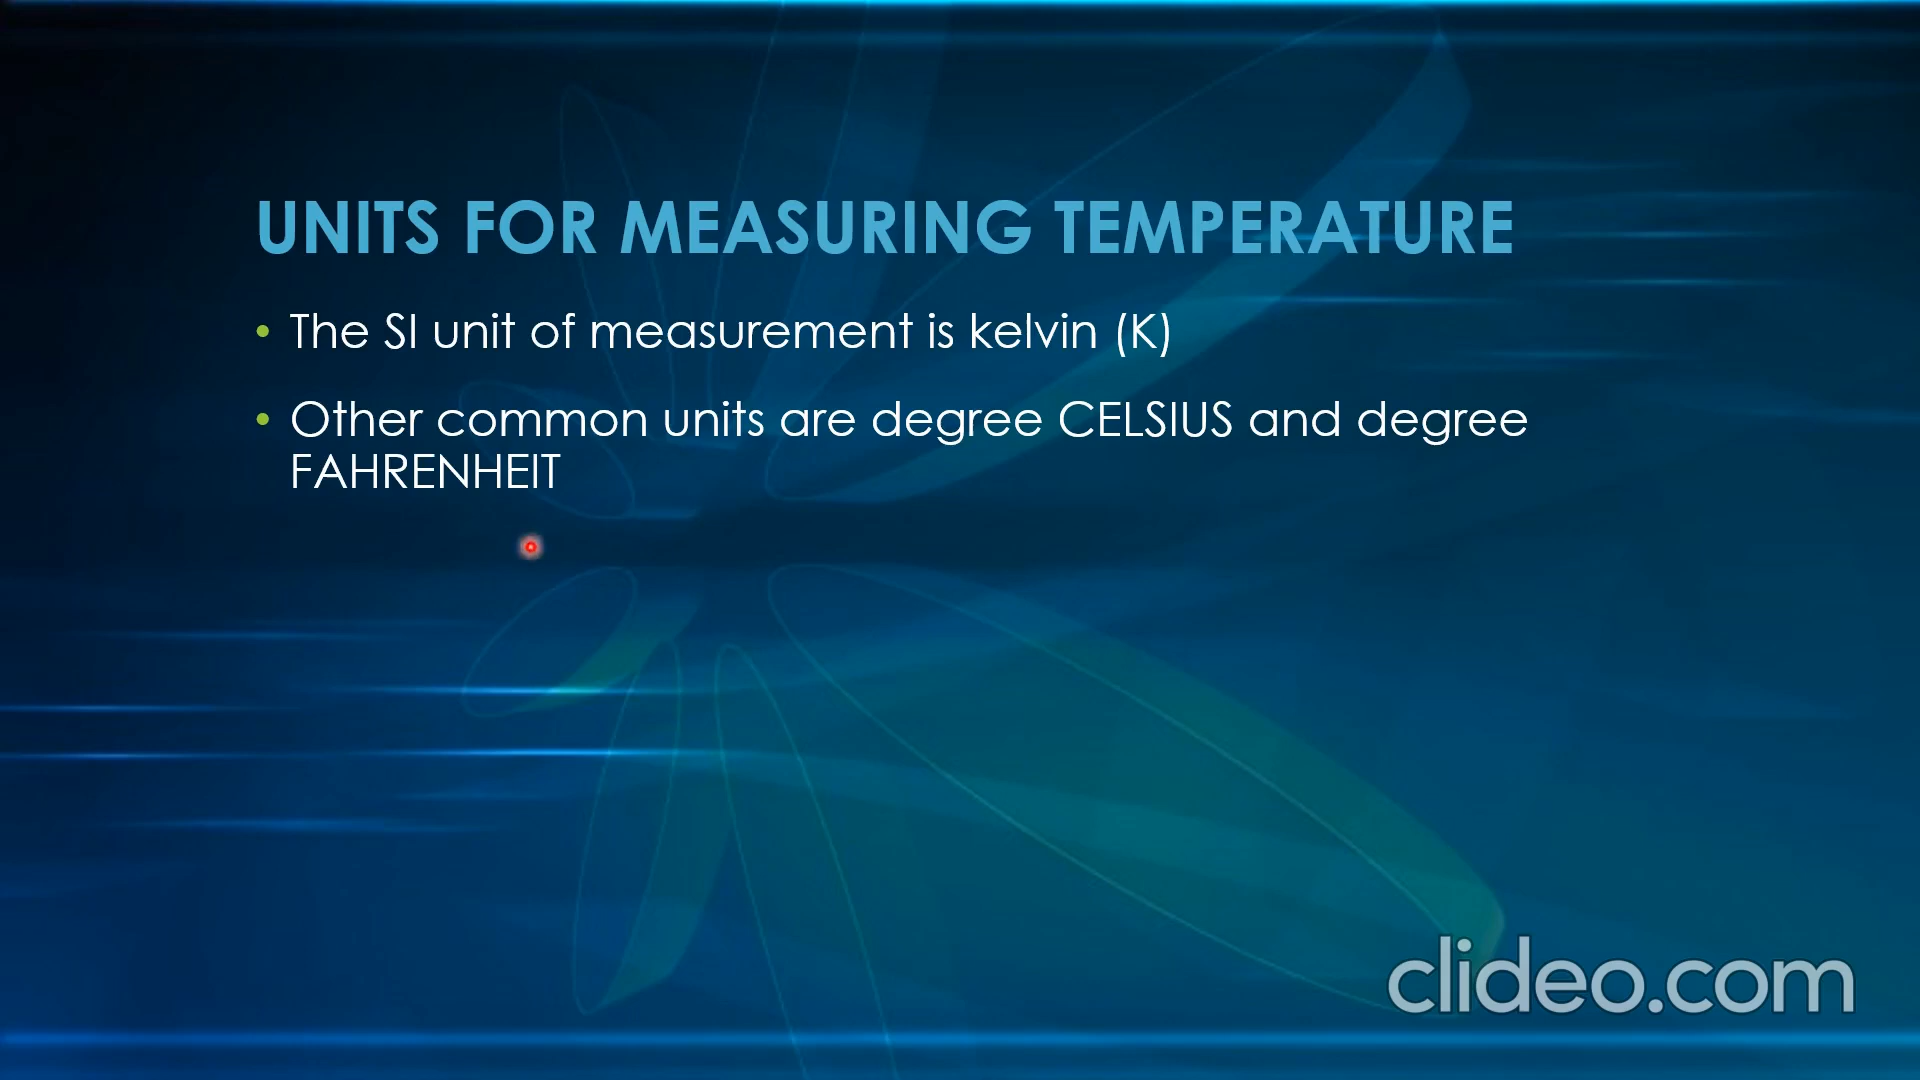 UNITS FOR MEASURING TEMPERATURE
• The SI unit of measurement is kelvin (K)
• Other common units are degree CELSIUS and degree
FAHRENHEIT
clideo.com